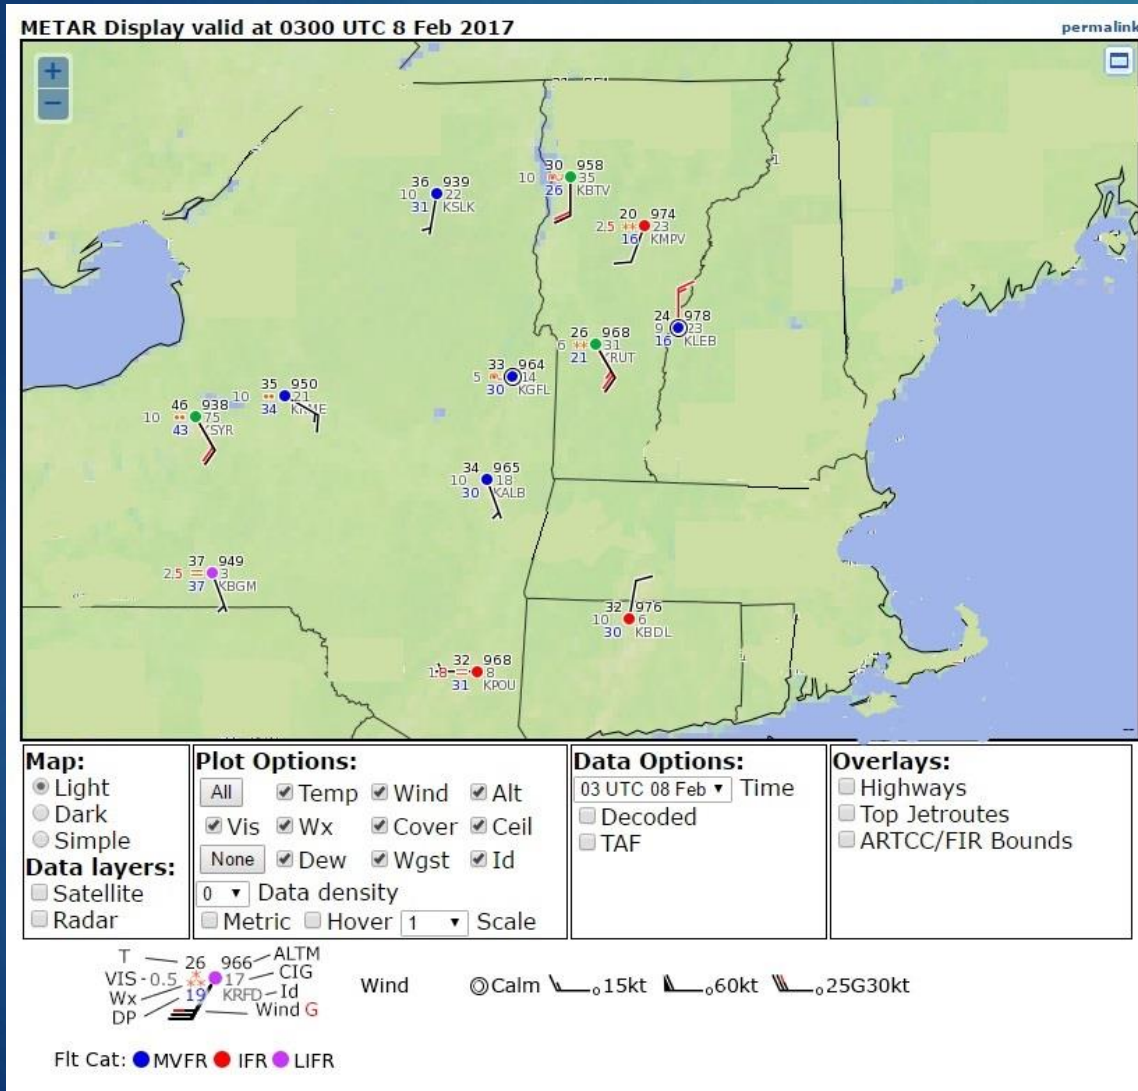 METAR Display valid at 0300 UTC 8 Feb 2017
permalink
+
−
36 939
10 22
31 KSLK
30 958
10 35
26 KBTV
20 974
2.5 ** 23
16 KMPV
1
24 978
9 23
16 KLEB
26 968
6 ** 31
21 KRUT
33 964
5 14
30 KGFL
35 950
10 21
34 KRME
46 938
10 75
43 KSYR
34 965
10 18
30 KALB
37 949
2.5 = 3
37 KBGM
32 976
10 6
30 KBDL
32 968
1.8 = 8
31 KPOU
Map:
Light
Dark
Simple
Data layers:
Satellite
Radar
Plot Options:
All Temp Wind Alt
Vis Wx Cover Ceil
None Dew Wgst Id
0 Data density
Metric Hover 1 Scale
Data Options:
03 UTC 08 Feb Time
Decoded
TAF
Overlays:
Highways
Top Jetroutes
ARTCC/FIR Bounds
T 26 966 ALTM
VIS - 0.5 17 CIG
Wx 19 KRFD Id
DP Wind G
Wind Calm 15kt 60kt 25G30kt
Flt Cat: MVFR IFR LIFR